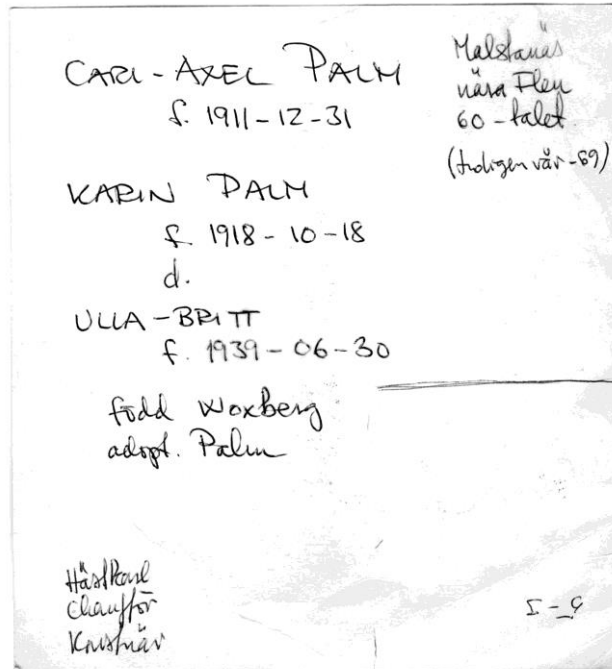 CARL-AXEL PALM
f. 1911-12-31
Malstanäs
nära Flen
60-talet.
(troligen vår -69)
KARIN PALM
f. 1918-10-18
d.
ULLA-BRITT
f. 1939-06-30
född Woxberg
adopt. Palm
Hästkarl
Chaufför